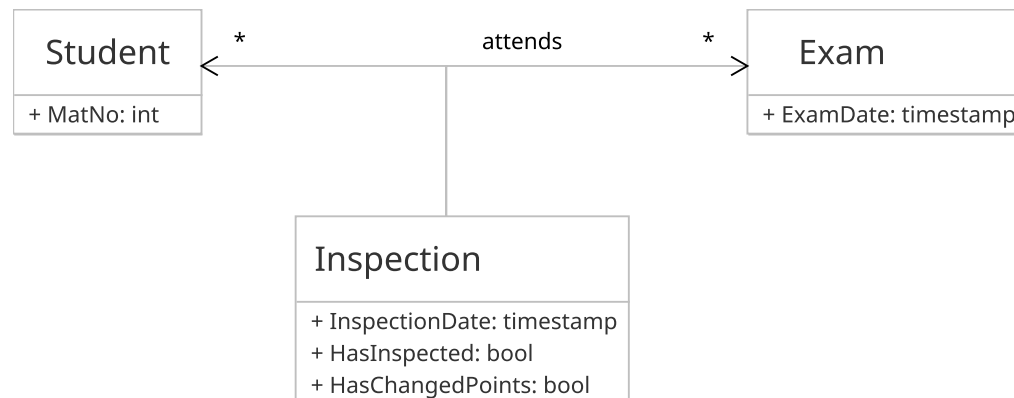 Student
* attends *
Exam
+ MatNo: int
+ ExamDate: timestamp
Inspection
+ InspectionDate: timestamp
+ HasInspected: bool
+ HasChangedPoints: bool